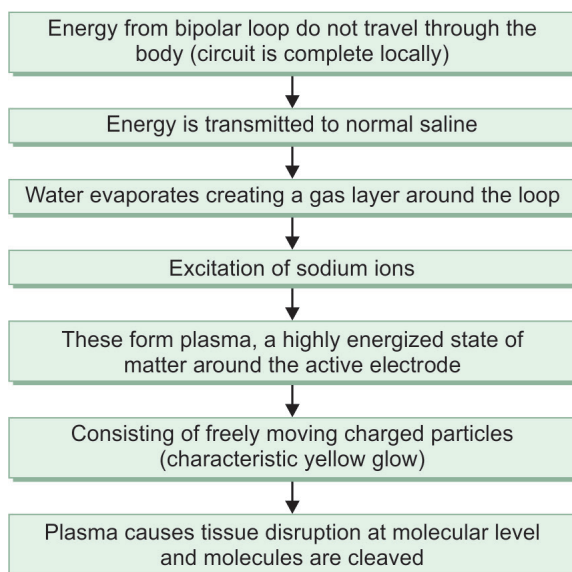 Energy from bipolar loop do not travel through the
body (circuit is complete locally)
Energy is transmitted to normal saline
Water evaporates creating a gas layer around the loop
Excitation of sodium ions
These form plasma, a highly energized state of
matter around the active electrode
Consisting of freely moving charged particles
(characteristic yellow glow)
Plasma causes tissue disruption at molecular level
and molecules are cleaved